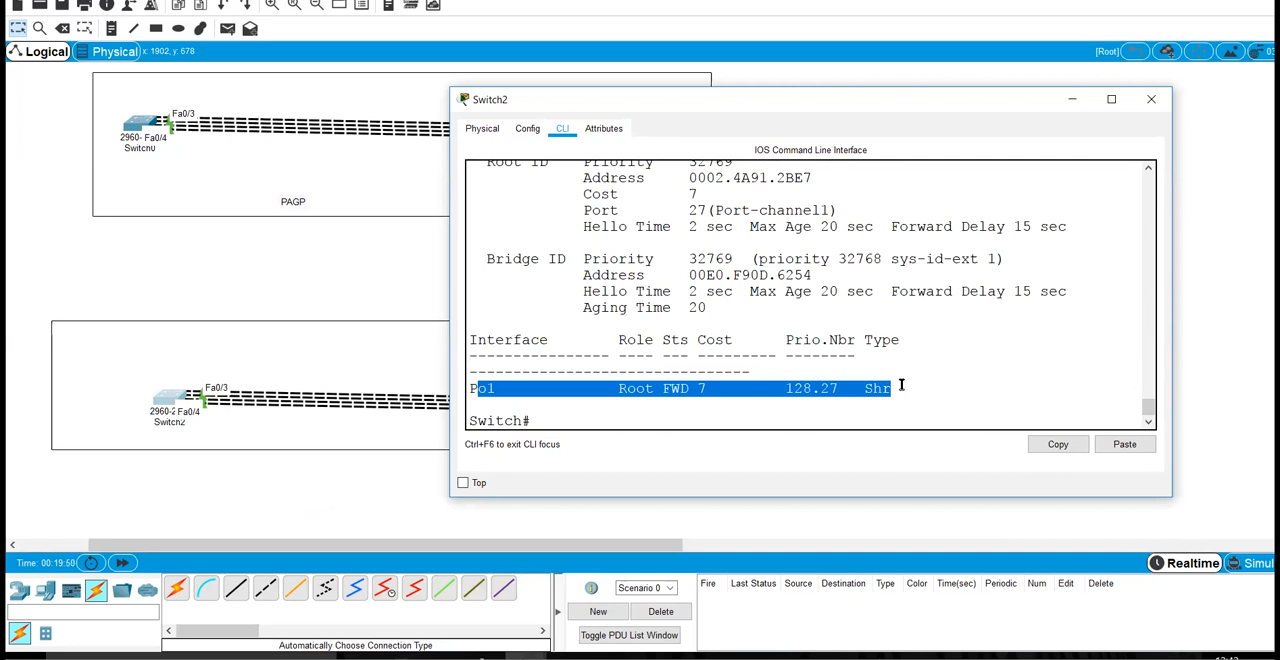 Logical
Physical
x: 1902, y: 678
[Root]
Fa0/3
2960- Fa0/4
PAGP
Fa0/3
2960-2 Fa0/4
Switch2
Switch2
Physical
Config
CLI
Attributes
IOS Command Line Interface
Root ID Priority 32769
Address 0002.4A91.2BE7
Cost 7
Port 27(Port-channel1)
Hello Time 2 sec Max Age 20 sec Forward Delay 15 sec
Bridge ID Priority 32769 (priority 32768 sys-id-ext 1)
Address 00E0.F90D.6254
Hello Time 2 sec Max Age 20 sec Forward Delay 15 sec
Aging Time 20
Interface Role Sts Cost Prio.Nbr Type
---------------- ---- --- --------- --------
--------------------------------
Po1 Root FWD 7 128.27 Shr
Switch#
Ctrl+F6 to exit CLI focus
Copy
Paste
Top
Time: 00:19:50
Realtime
Simul
Scenario 0
New
Delete
Toggle PDU List Window
Fire Last Status Source Destination Type Color Time(sec) Periodic Num Edit Delete
Automatically Choose Connection Type